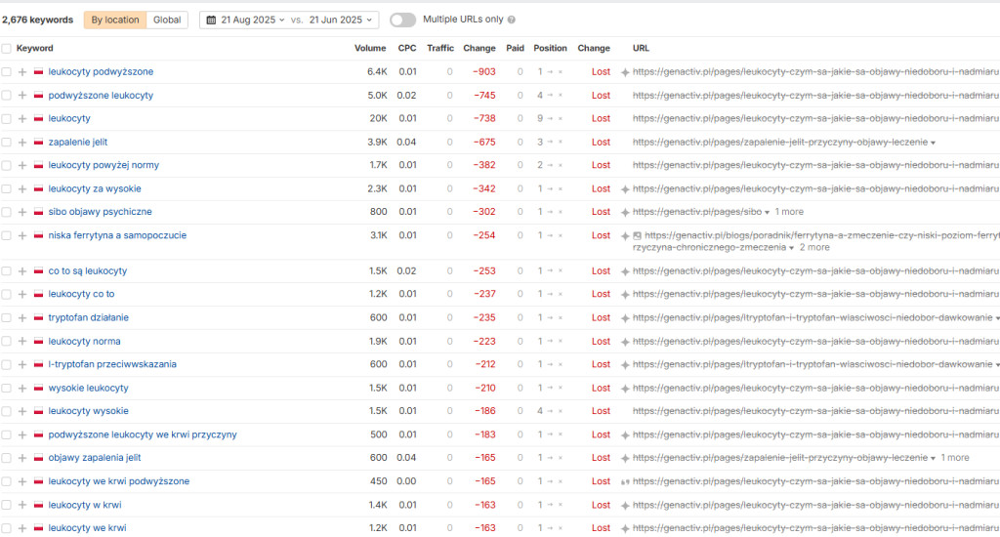 2,676 keywords By location Global 21 Aug 2025 vs. 21 Jun 2025 Multiple URLs only
Keyword Volume CPC Traffic Change Paid Position Change URL
leukocyty podwyższone 6.4K 0.01 0 −903 0 1 → × Lost https://genactiv.pl/pages/leukocyty-czym-sa-jakie-sa-objawy-niedoboru-i-nadmiaru
podwyższone leukocyty 5.0K 0.02 0 −745 0 4 → × Lost https://genactiv.pl/pages/leukocyty-czym-sa-jakie-sa-objawy-niedoboru-i-nadmiaru
leukocyty 20K 0.01 0 −738 0 9 → × Lost https://genactiv.pl/pages/leukocyty-czym-sa-jakie-sa-objawy-niedoboru-i-nadmiaru
zapalenie jelit 3.9K 0.04 0 −675 0 3 → × Lost https://genactiv.pl/pages/zapalenie-jelit-przyczyny-objawy-leczenie
leukocyty powyżej normy 1.7K 0.01 0 −382 0 2 → × Lost https://genactiv.pl/pages/leukocyty-czym-sa-jakie-sa-objawy-niedoboru-i-nadmiaru
leukocyty za wysokie 2.3K 0.01 0 −342 0 1 → × Lost https://genactiv.pl/pages/leukocyty-czym-sa-jakie-sa-objawy-niedoboru-i-nadmiaru
sibo objawy psychiczne 800 0.01 0 −302 0 1 → × Lost https://genactiv.pl/pages/sibo 1 more
niska ferrytyna a samopoczucie 3.1K 0.01 0 −254 0 1 → × Lost https://genactiv.pl/blogs/poradnik/ferrytyna-a-zmeczenie-czy-niski-poziom-ferryt
rzyczyna-chronicznego-zmeczenia 2 more
co to są leukocyty 1.5K 0.02 0 −253 0 1 → × Lost https://genactiv.pl/pages/leukocyty-czym-sa-jakie-sa-objawy-niedoboru-i-nadmiaru
leukocyty co to 1.2K 0.01 0 −237 0 1 → × Lost https://genactiv.pl/pages/leukocyty-czym-sa-jakie-sa-objawy-niedoboru-i-nadmiaru
tryptofan działanie 600 0.01 0 −235 0 1 → × Lost https://genactiv.pl/pages/ltryptofan-i-tryptofan-wlasciwosci-niedobor-dawkowanie
leukocyty norma 1.9K 0.01 0 −223 0 1 → × Lost https://genactiv.pl/pages/leukocyty-czym-sa-jakie-sa-objawy-niedoboru-i-nadmiaru
l-tryptofan przeciwwskazania 600 0.01 0 −212 0 1 → × Lost https://genactiv.pl/pages/ltryptofan-i-tryptofan-wlasciwosci-niedobor-dawkowanie
wysokie leukocyty 1.5K 0.01 0 −210 0 1 → × Lost https://genactiv.pl/pages/leukocyty-czym-sa-jakie-sa-objawy-niedoboru-i-nadmiaru
leukocyty wysokie 1.5K 0.01 0 −186 0 4 → × Lost https://genactiv.pl/pages/leukocyty-czym-sa-jakie-sa-objawy-niedoboru-i-nadmiaru
podwyższone leukocyty we krwi przyczyny 500 0.01 0 −183 0 1 → × Lost https://genactiv.pl/pages/leukocyty-czym-sa-jakie-sa-objawy-niedoboru-i-nadmiaru
objawy zapalenia jelit 600 0.04 0 −165 0 1 → × Lost https://genactiv.pl/pages/zapalenie-jelit-przyczyny-objawy-leczenie 1 more
leukocyty we krwi podwyższone 450 0.00 0 −165 0 1 → × Lost https://genactiv.pl/pages/leukocyty-czym-sa-jakie-sa-objawy-niedoboru-i-nadmiaru
leukocyty w krwi 1.4K 0.01 0 −163 0 1 → × Lost https://genactiv.pl/pages/leukocyty-czym-sa-jakie-sa-objawy-niedoboru-i-nadmiaru
leukocyty we krwi 1.2K 0.01 0 −163 0 1 → × Lost https://genactiv.pl/pages/leukocyty-czym-sa-jakie-sa-objawy-niedoboru-i-nadmiaru